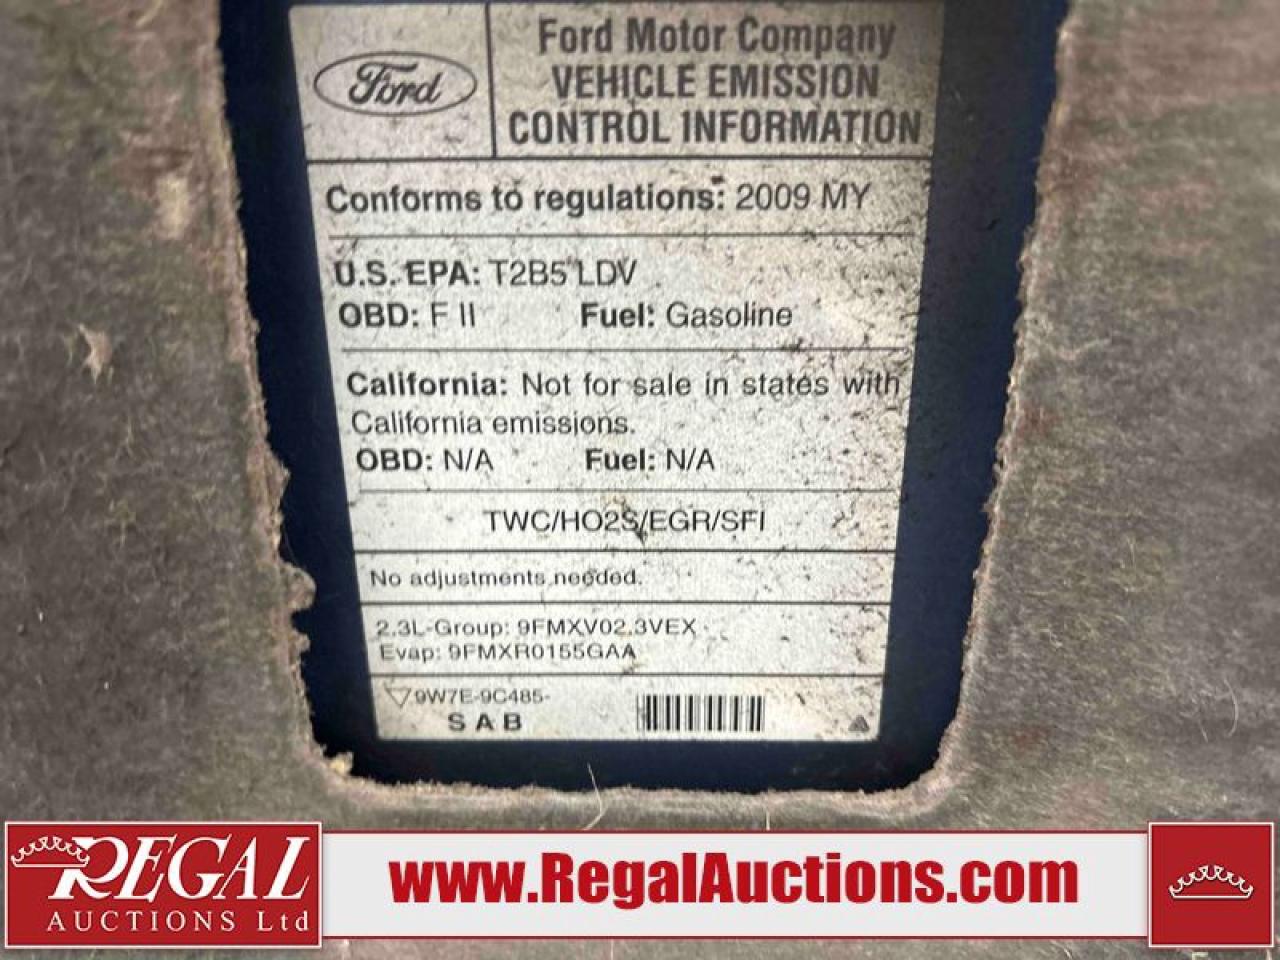 Ford
Ford Motor Company
VEHICLE EMISSION
CONTROL INFORMATION
Conforms to regulations: 2009 MY
U.S. EPA: T2B5 LDV
OBD: F II Fuel: Gasoline
California: Not for sale in states with
California emissions.
OBD: N/A Fuel: N/A
TWC/HO2S/EGR/SFI
No adjustments needed.
2.3L-Group: 9FMXV02.3VEX
Evap: 9FMXR0155GAA
9W7E-9C485-
S A B
REGAL
AUCTIONS Ltd
www.RegalAuctions.com